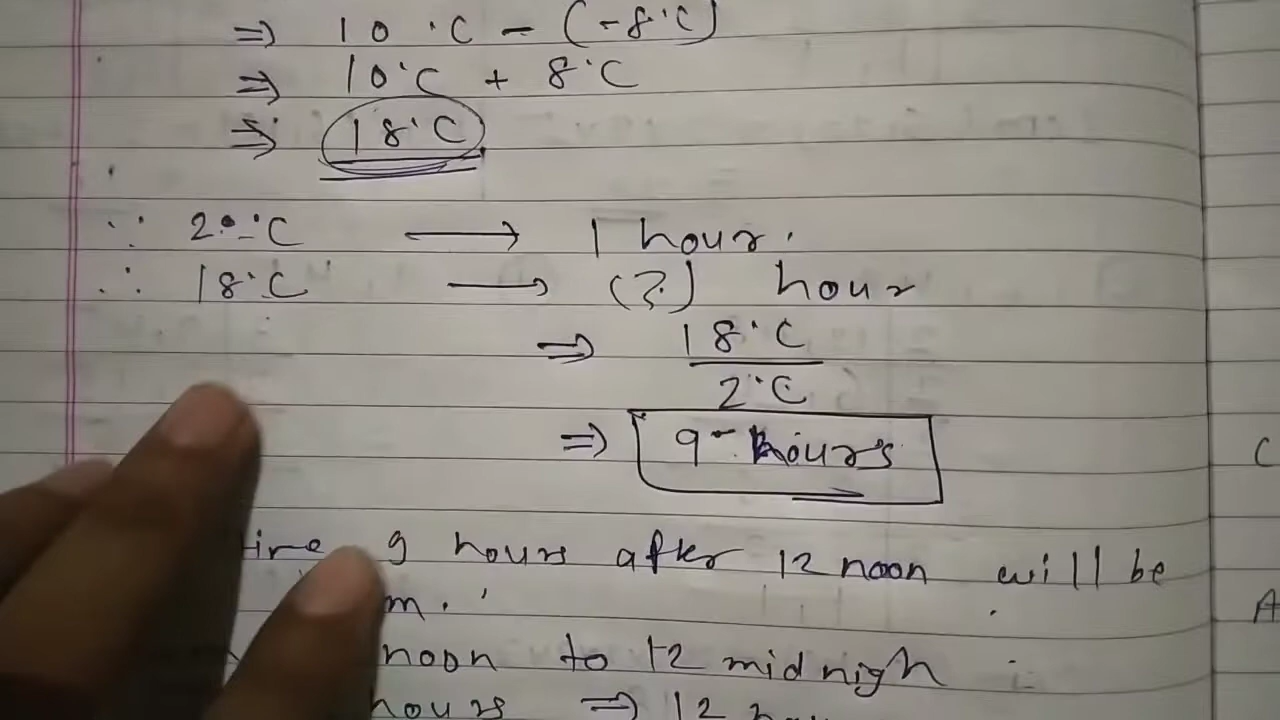 ⇒ 10°C - (-8°C)
⇒ 10°C + 8°C
⇒ 18°C
∵ 2°C → 1 hour.
∴ 18°C → (?) hour
⇒ 18°C
2°C
⇒ 9 hours
C
time 9 hours after 12 noon will be
m.
A
noon to 12 midnigh
hours ⇒ 12